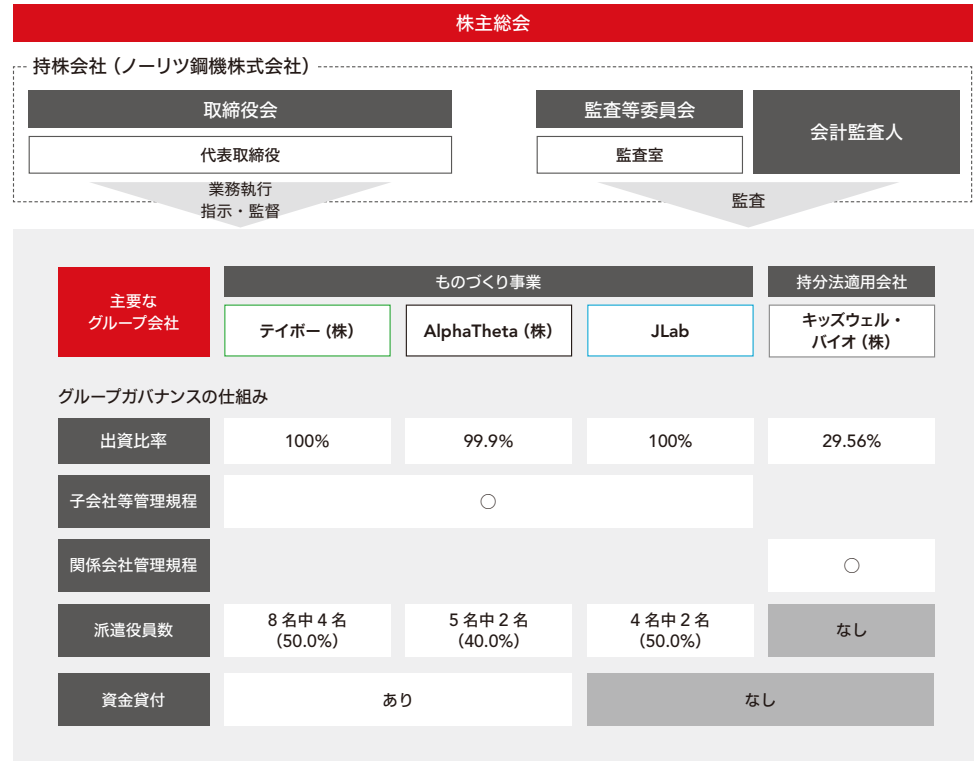 株主総会
持株会社（ノーリツ鋼機株式会社）
取締役会
代表取締役
監査等委員会
監査室
会計監査人
業務執行
指示・監督
監査
主要な
グループ会社
ものづくり事業
持分法適用会社
テイボー（株）
AlphaTheta（株）
JLab
キッズウェル・
バイオ（株）
グループガバナンスの仕組み
出資比率
100%
99.9%
100%
29.56%
子会社等管理規程
○
関係会社管理規程
○
派遣役員数
8名中4名
(50.0%)
5名中2名
(40.0%)
4名中2名
(50.0%)
なし
資金貸付
あり
なし